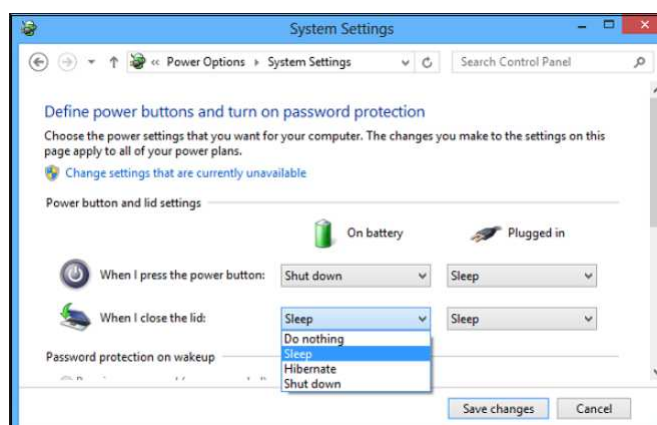 System Settings
« Power Options System Settings
Search Control Panel
Define power buttons and turn on password protection
Choose the power settings that you want for your computer. The changes you make to the settings on this
page apply to all of your power plans.
Change settings that are currently unavailable
Power button and lid settings
On battery Plugged in
When I press the power button: Shut down Sleep
When I close the lid: Sleep Sleep
Do nothing
Sleep
Hibernate
Shut down
Password protection on wakeup
Save changes Cancel